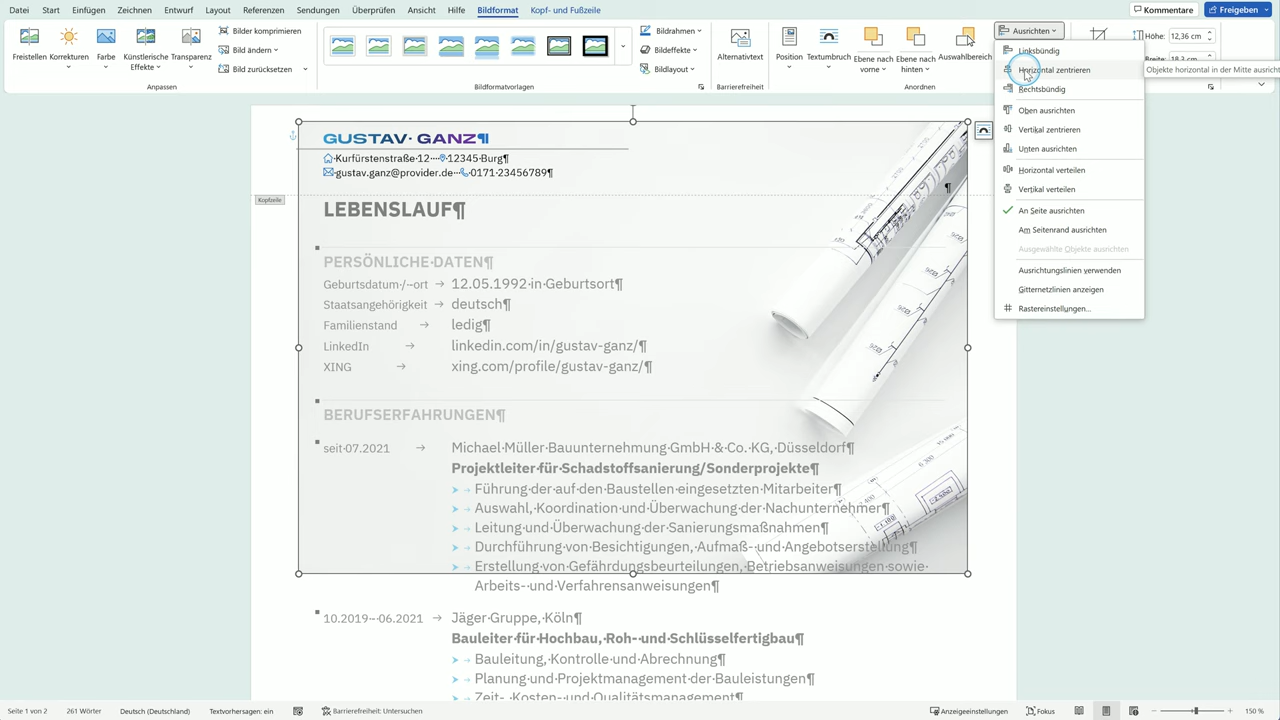 Datei Start Einfügen Zeichnen Entwurf Layout Referenzen Sendungen Überprüfen Ansicht Hilfe Bildformat Kopf- und Fußzeile Kommentare Freigeben
Freistellen Korrekturen Farbe Künstlerische Effekte Transparenz
Bilder komprimieren
Bild ändern
Bild zurücksetzen
Anpassen
Bildformatvorlagen
Bildrahmen
Bildeffekte
Bildlayout
Alternativtext
Barrierefreiheit
Position Textumbruch Ebene nach vorne Ebene nach hinten Auswahlbereich
Anordnen
Ausrichten
Höhe: 12,36 cm
Breite: 18,3 cm
Linksbündig
Horizontal zentrieren
Objekte horizontal in der Mitte ausrich
Rechtsbündig
Oben ausrichten
Vertikal zentrieren
Unten ausrichten
Horizontal verteilen
Vertikal verteilen
An Seite ausrichten
Am Seitenrand ausrichten
Ausgewählte Objekte ausrichten
Ausrichtungslinien verwenden
Gitternetzlinien anzeigen
Rastereinstellungen...
GUSTAV· GANZ¶
·Kurfürstenstraße·12····12345·Burg¶
·gustav.ganz@provider.de···0171·23456789¶
¶
Kopfzeile
LEBENSLAUF¶
PERSÖNLICHE·DATEN¶
Geburtsdatum·/·-ort → 12.05.1992·in·Geburtsort¶
Staatsangehörigkeit → deutsch¶
Familienstand → ledig¶
LinkedIn → linkedin.com/in/gustav-ganz/¶
XING → xing.com/profile/gustav-ganz/¶
BERUFSERFAHRUNGEN¶
seit·07.2021 → Michael·Müller·Bauunternehmung·GmbH·&·Co.·KG,·Düsseldorf¶
Projektleiter·für·Schadstoffsanierung/Sonderprojekte¶
➤ → Führung·der·auf·den·Baustellen·eingesetzten·Mitarbeiter¶
➤ → Auswahl,·Koordination·und·Überwachung·der·Nachunternehmer¶
➤ → Leitung·und·Überwachung·der·Sanierungsmaßnahmen¶
➤ → Durchführung·von·Besichtigungen,·Aufmaß-·und·Angebotserstellung¶
➤ → Erstellung·von·Gefährdungsbeurteilungen,·Betriebsanweisungen·sowie·
Arbeits-·und·Verfahrensanweisungen¶
10.2019·-·06.2021 → Jäger·Gruppe,·Köln¶
Bauleiter·für·Hochbau,·Roh-·und·Schlüsselfertigbau¶
➤ → Bauleitung,·Kontrolle·und·Abrechnung¶
➤ → Planung·und·Projektmanagement·der·Bauleistungen¶
➤ → Zeit-,·Kosten-·und·Qualitätsmanagement¶
Seite 1 von 2 261 Wörter Deutsch (Deutschland) Textvorhersagen: ein Barrierefreiheit: Untersuchen Anzeigeeinstellungen Fokus 150 %